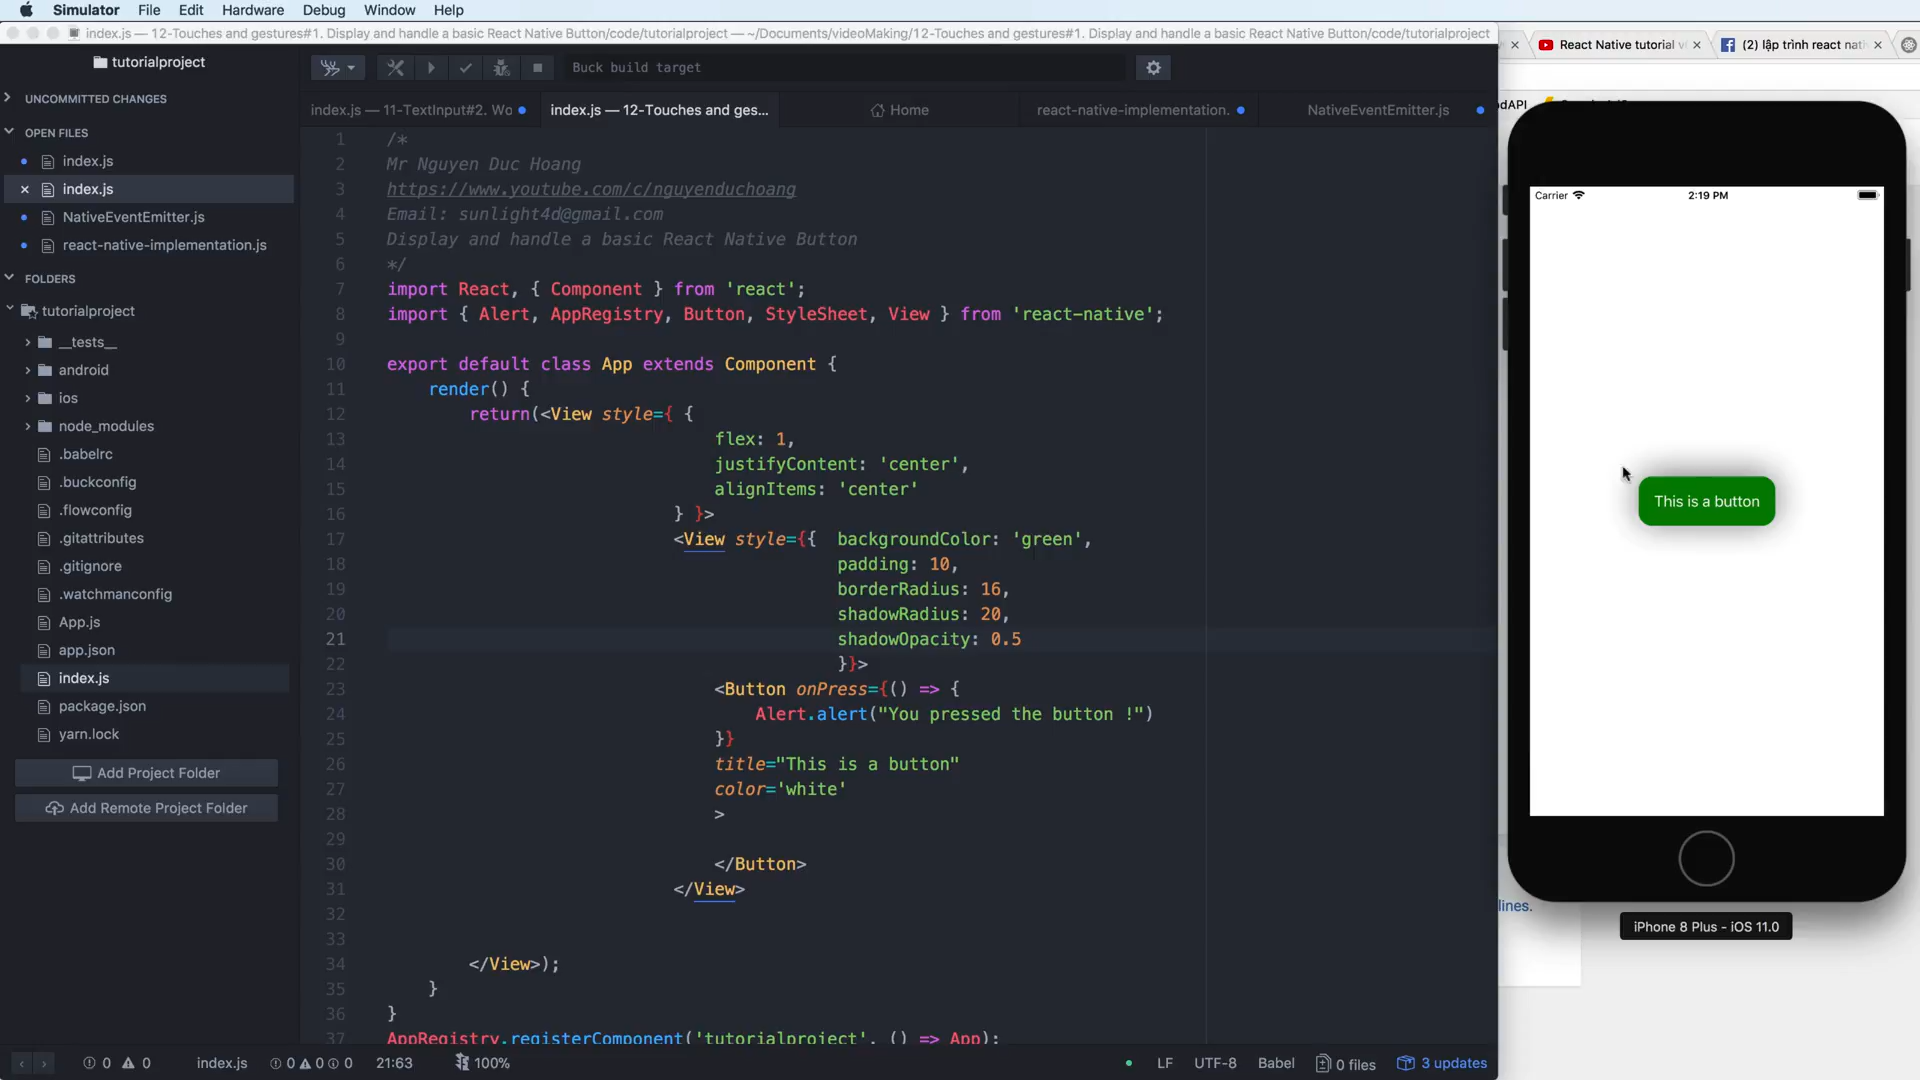 Simulator File Edit Hardware Debug Window Help
index.js — 12-Touches and gestures#1. Display and handle a basic React Native Button/code/tutorialproject — ~/Documents/videoMaking/12-Touches and gestures#1. Display and handle a basic React Native Button/code/tutorialproject
React Native tutorial v
(2) lập trình react nati
tutorialproject
Buck build target
UNCOMMITTED CHANGES
OPEN FILES
index.js
index.js
NativeEventEmitter.js
react-native-implementation.js
FOLDERS
tutorialproject
__tests__
android
ios
node_modules
.babelrc
.buckconfig
.flowconfig
.gitattributes
.gitignore
.watchmanconfig
App.js
app.json
index.js
package.json
yarn.lock
Add Project Folder
Add Remote Project Folder
index.js — 11-TextInput#2. Wo
index.js — 12-Touches and ges...
Home
react-native-implementation.
NativeEventEmitter.js
1 /*
2 Mr Nguyen Duc Hoang
3 https://www.youtube.com/c/nguyenduchoang
4 Email: sunlight4d@gmail.com
5 Display and handle a basic React Native Button
6 */
7 import React, { Component } from 'react';
8 import { Alert, AppRegistry, Button, StyleSheet, View } from 'react-native';
9
10 export default class App extends Component {
11 render() {
12 return(<View style={ {
13 flex: 1,
14 justifyContent: 'center',
15 alignItems: 'center'
16 } }>
17 <View style={{ backgroundColor: 'green',
18 padding: 10,
19 borderRadius: 16,
20 shadowRadius: 20,
21 shadowOpacity: 0.5
22 }}>
23 <Button onPress={() => {
24 Alert.alert("You pressed the button !")
25 }}
26 title="This is a button"
27 color='white'
28 >
29
30 </Button>
31 </View>
32
33
34 </View>);
35 }
36 }
37 AppRegistry.registerComponent('tutorialproject', () => App);
0 0 index.js 0 0 0 21:63 100%
LF UTF-8 Babel 0 files 3 updates
odAPI
Carrier 2:19 PM
This is a button
lines.
iPhone 8 Plus - iOS 11.0